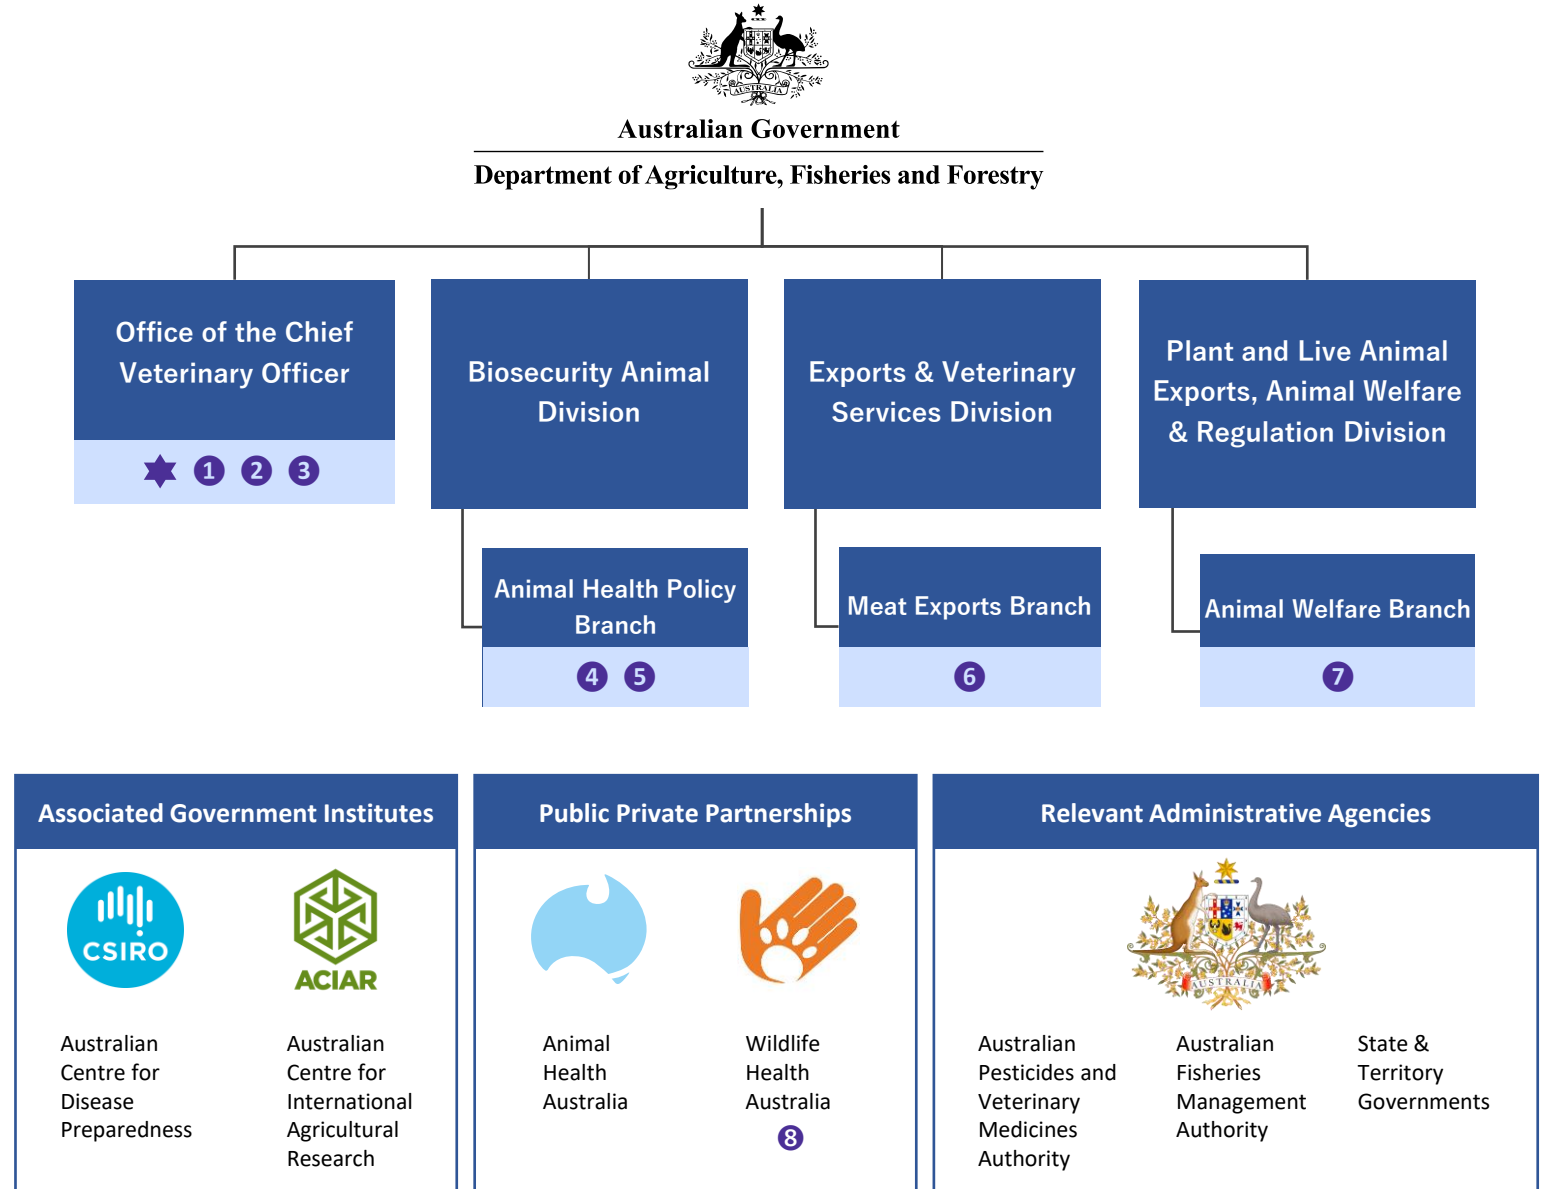 AUSTRALIA
Australian Government
Department of Agriculture, Fisheries and Forestry
Office of the Chief
Veterinary Officer
1 2 3
Biosecurity Animal
Division
Exports & Veterinary
Services Division
Plant and Live Animal
Exports, Animal Welfare
& Regulation Division
Animal Health Policy
Branch
4 5
Meat Exports Branch
6
Animal Welfare Branch
7
Associated Government Institutes
CSIRO
ACIAR
Australian
Centre for
Disease
Preparedness
Australian
Centre for
International
Agricultural
Research
Public Private Partnerships
Animal
Health
Australia
Wildlife
Health
Australia
8
Relevant Administrative Agencies
AUSTRALIA
Australian
Pesticides and
Veterinary
Medicines
Authority
Australian
Fisheries
Management
Authority
State &
Territory
Governments